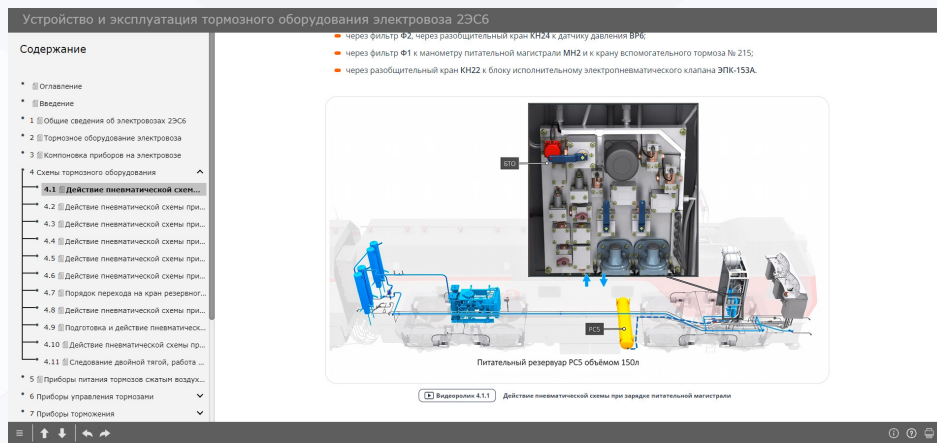 Устройство и эксплуатация тормозного оборудования электровоза 2ЭС6
Содержание
Оглавление
Введение
1 Общие сведения об электровозах 2ЭС6
2 Тормозное оборудование электровоза
3 Компоновка приборов на электровозе
4 Схемы тормозного оборудования
4.1 Действие пневматической схем...
4.2 Действие пневматической схемы при...
4.3 Действие пневматической схемы при...
4.4 Действие пневматической схемы при...
4.5 Действие пневматической схемы при...
4.6 Действие пневматической схемы при...
4.7 Порядок перехода на кран резервног...
4.8 Действие пневматической схемы при...
4.9 Подготовка и действие пневматическ...
4.10 Действие пневматической схемы пр...
4.11 Следование двойной тягой, работа ...
5 Приборы питания тормозов сжатым воздух...
6 Приборы управления тормозами
7 Приборы торможения
через фильтр Ф2, через разобщительный кран КН24 к датчику давления ВР6;
через фильтр Ф1 к манометру питательной магистрали МН2 и к крану вспомогательного тормоза № 215;
через разобщительный кран КН22 к блоку исполнительному электропневматического клапана ЭПК-153А.
БТО
РС5
Питательный резервуар РС5 объёмом 150л
Видеоролик 4.1.1 Действие пневматической схемы при зарядке питательной магистрали